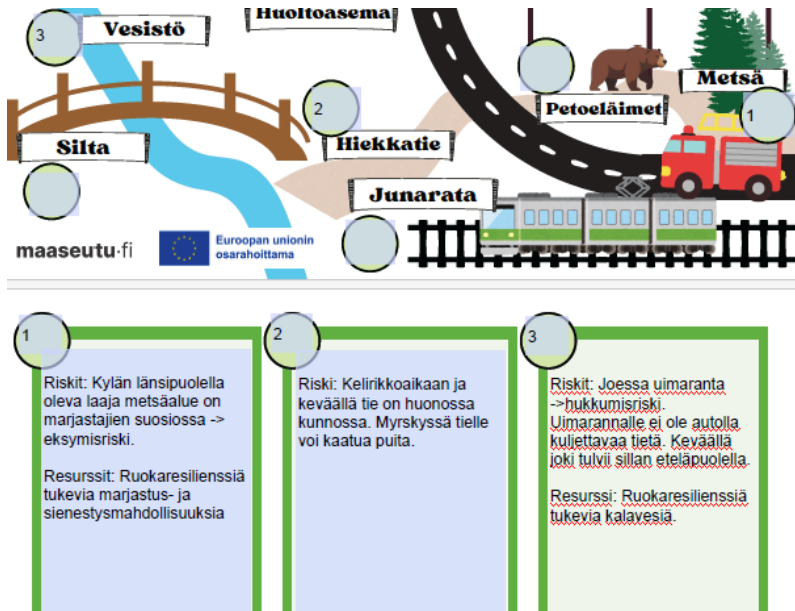 Huoltoasema
3
Vesistö
Metsä
Petoeläimet
1
2
Hiekkatie
Silta
Junarata
maaseutu·fi
Euroopan unionin
osarahoittama
1
Riskit: Kylän länsipuolella
oleva laaja metsäalue on
marjastajien suosiossa ->
eksymisriski.
Resurssit: Ruokaresilienssiä
tukevia marjastus- ja
sienestysmahdollisuuksia
2
Riski: Kelirikkoaikaan ja
keväällä tie on huonossa
kunnossa. Myrskyssä tielle
voi kaatua puita.
3
Riskit: Joessa uimaranta
->hukkumisriski.
Uimarannalle ei ole autolla
kuljettavaa tietä. Keväällä
joki tulvii sillan eteläpuolella.
Resurssi: Ruokaresilienssiä
tukevia kalavesiä.